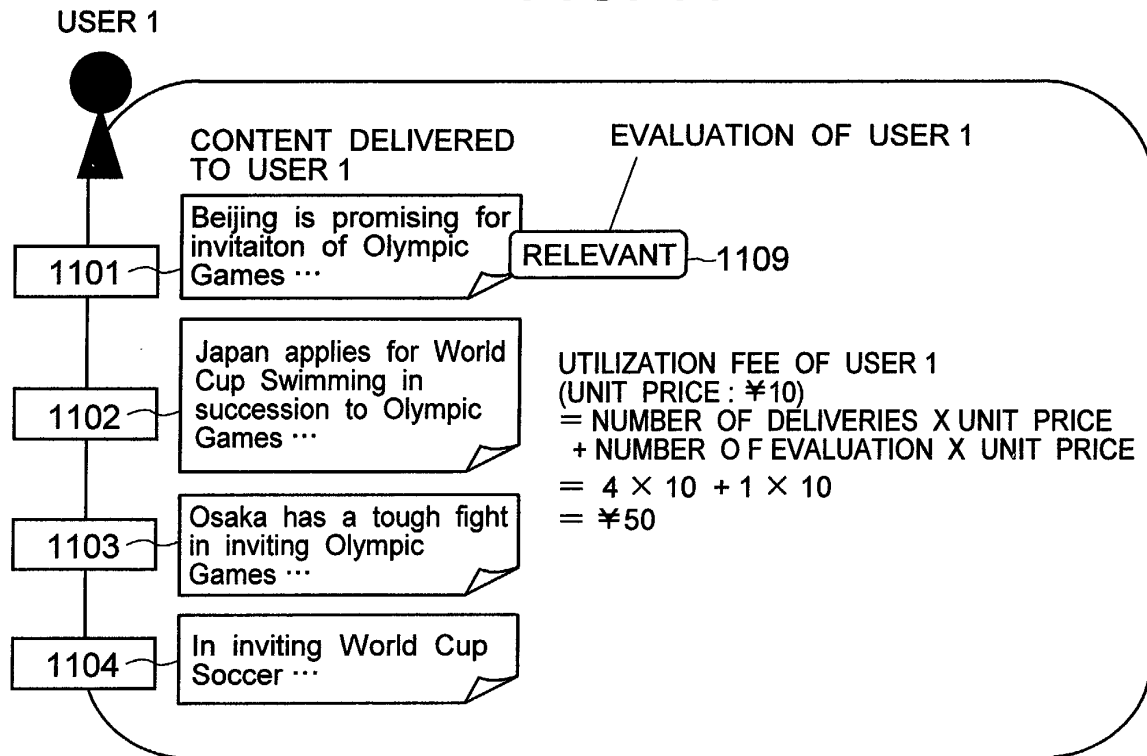 USER 1
CONTENT DELIVERED
TO USER 1
EVALUATION OF USER 1
Beijing is promising for
invitaiton of Olympic
Games ···
1101
RELEVANT
1109
Japan applies for World
Cup Swimming in
succession to Olympic
Games ···
1102
UTILIZATION FEE OF USER 1
(UNIT PRICE : ¥10)
= NUMBER OF DELIVERIES X UNIT PRICE
+ NUMBER O F EVALUATION X UNIT PRICE
= 4 × 10 + 1 × 10
= ¥50
Osaka has a tough fight
in inviting Olympic
Games ···
1103
In inviting World Cup
Soccer ···
1104